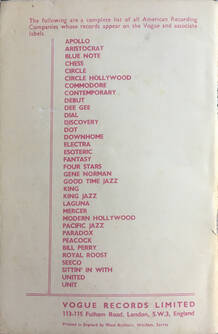 The following are a complete list of all American Recording
Companies whose records appear on the Vogue and associate
labels.
APOLLO
ARISTOCRAT
BLUE NOTE
CHESS
CIRCLE
CIRCLE HOLLYWOOD
COMMODORE
CONTEMPORARY
DEBUT
DEE GEE
DIAL
DISCOVERY
DOT
DOWNHOME
ELECTRA
ESOTERIC
FANTASY
FOUR STARS
GENE NORMAN
GOOD TIME JAZZ
KING
KING JAZZ
LAGUNA
MERCER
MODERN HOLLYWOOD
PACIFIC JAZZ
PARADOX
PEACOCK
BILL PERRY
ROYAL ROOST
SEECO
SITTIN' IN WITH
UNITED
UNIT
VOGUE RECORDS LIMITED
113-115 Fulham Road, London, S.W.3, England
Printed in England by